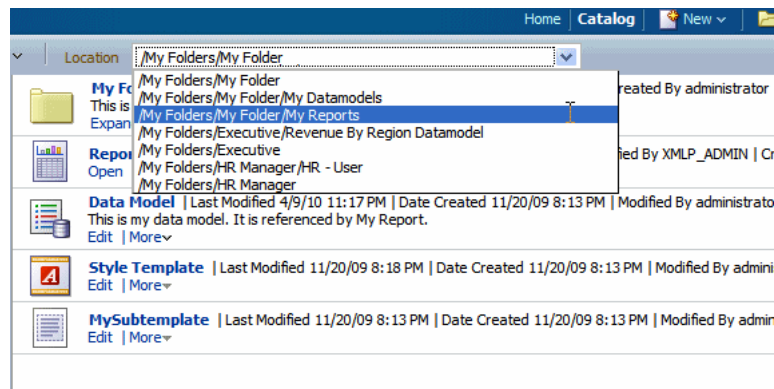 Home Catalog New
Location /My Folders/My Folder
/My Folders/My Folder
/My Folders/My Folder/My Datamodels
/My Folders/My Folder/My Reports
/My Folders/Executive/Revenue By Region Datamodel
/My Folders/Executive
/My Folders/HR Manager/HR - User
/My Folders/HR Manager
My Fo reated By administrator
This is
Expan
Repor fied By XMLP_ADMIN | Cr
Open
Data Model | Last Modified 4/9/10 11:17 PM | Date Created 11/20/09 8:13 PM | Modified By administrato
This is my data model. It is referenced by My Report.
Edit | More
Style Template | Last Modified 11/20/09 8:18 PM | Date Created 11/20/09 8:13 PM | Modified By admini
Edit | More
MySubtemplate | Last Modified 11/20/09 8:13 PM | Date Created 11/20/09 8:13 PM | Modified By admin
Edit | More